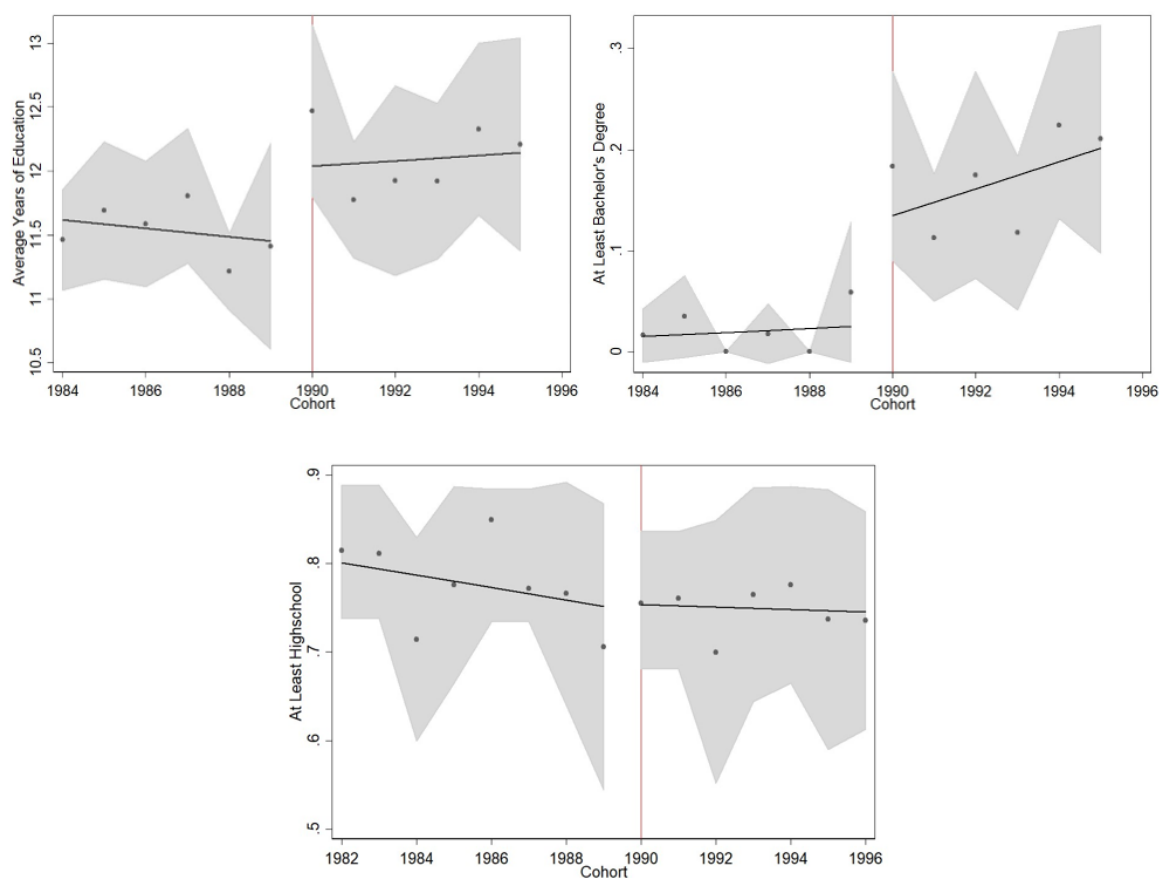 Average Years of Education
13
12.5
12
11.5
11
10.5
1984 1986 1988 1990 1992 1994 1996
Cohort
At Least Bachelor's Degree
.3
.2
.1
0
1984 1986 1988 1990 1992 1994 1996
Cohort
At Least Highschool
.9
.8
.7
.6
.5
1982 1984 1986 1988 1990 1992 1994 1996
Cohort